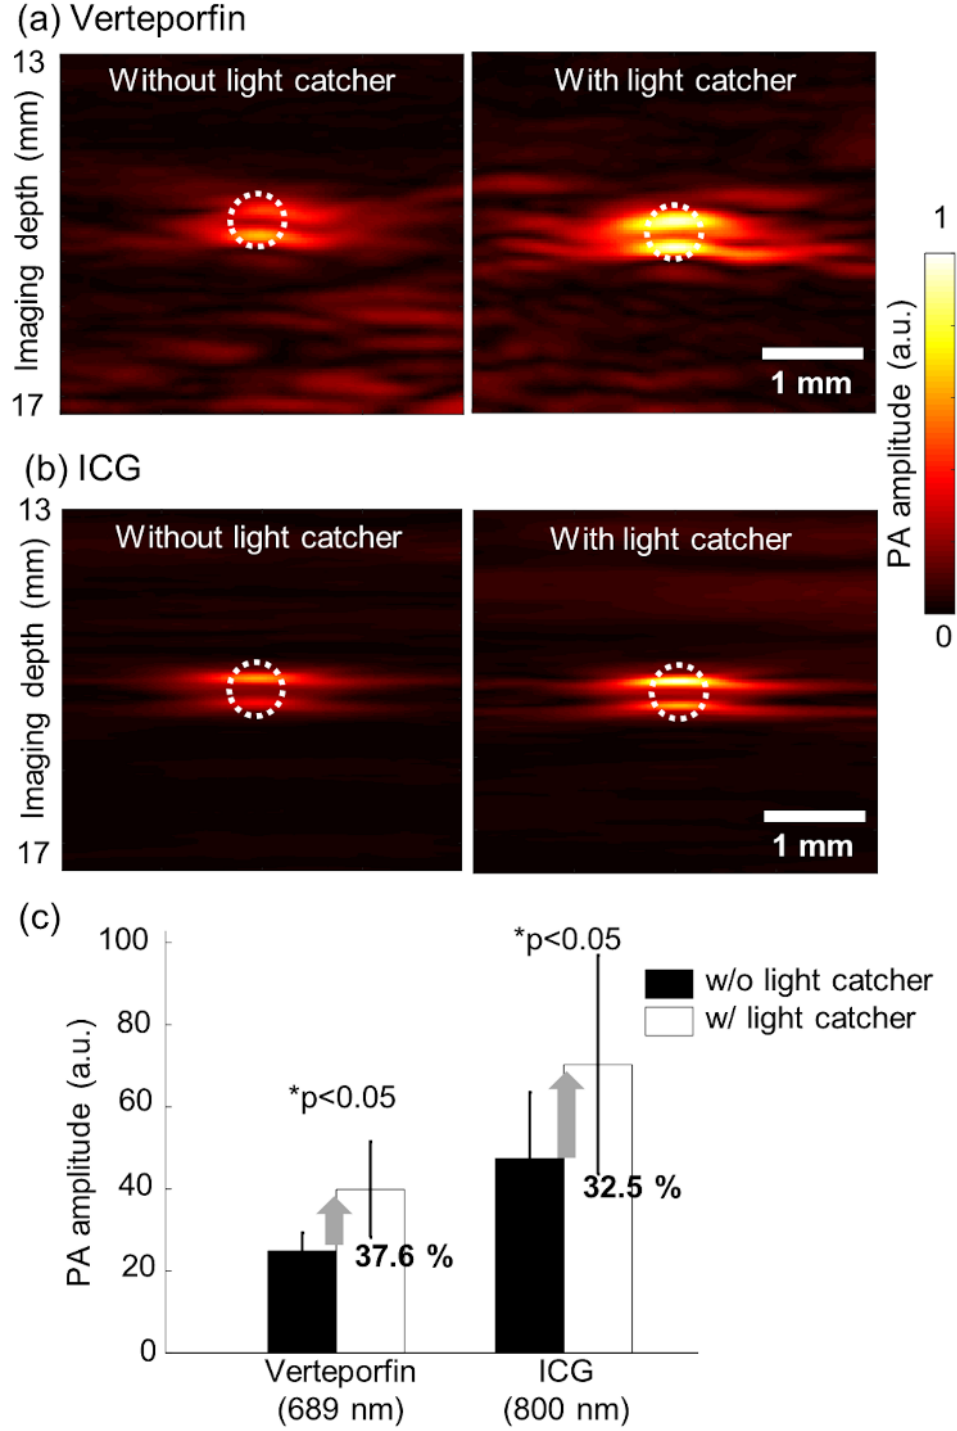 (a) Verteporfin
13
Imaging depth (mm)
17
Without light catcher
With light catcher
1 mm
1
PA amplitude (a.u.)
0
(b) ICG
13
Imaging depth (mm)
17
Without light catcher
With light catcher
1 mm
(c)
PA amplitude (a.u.)
100
80
60
40
20
0
*p<0.05
*p<0.05
w/o light catcher
w/ light catcher
37.6 %
32.5 %
Verteporfin
(689 nm)
ICG
(800 nm)